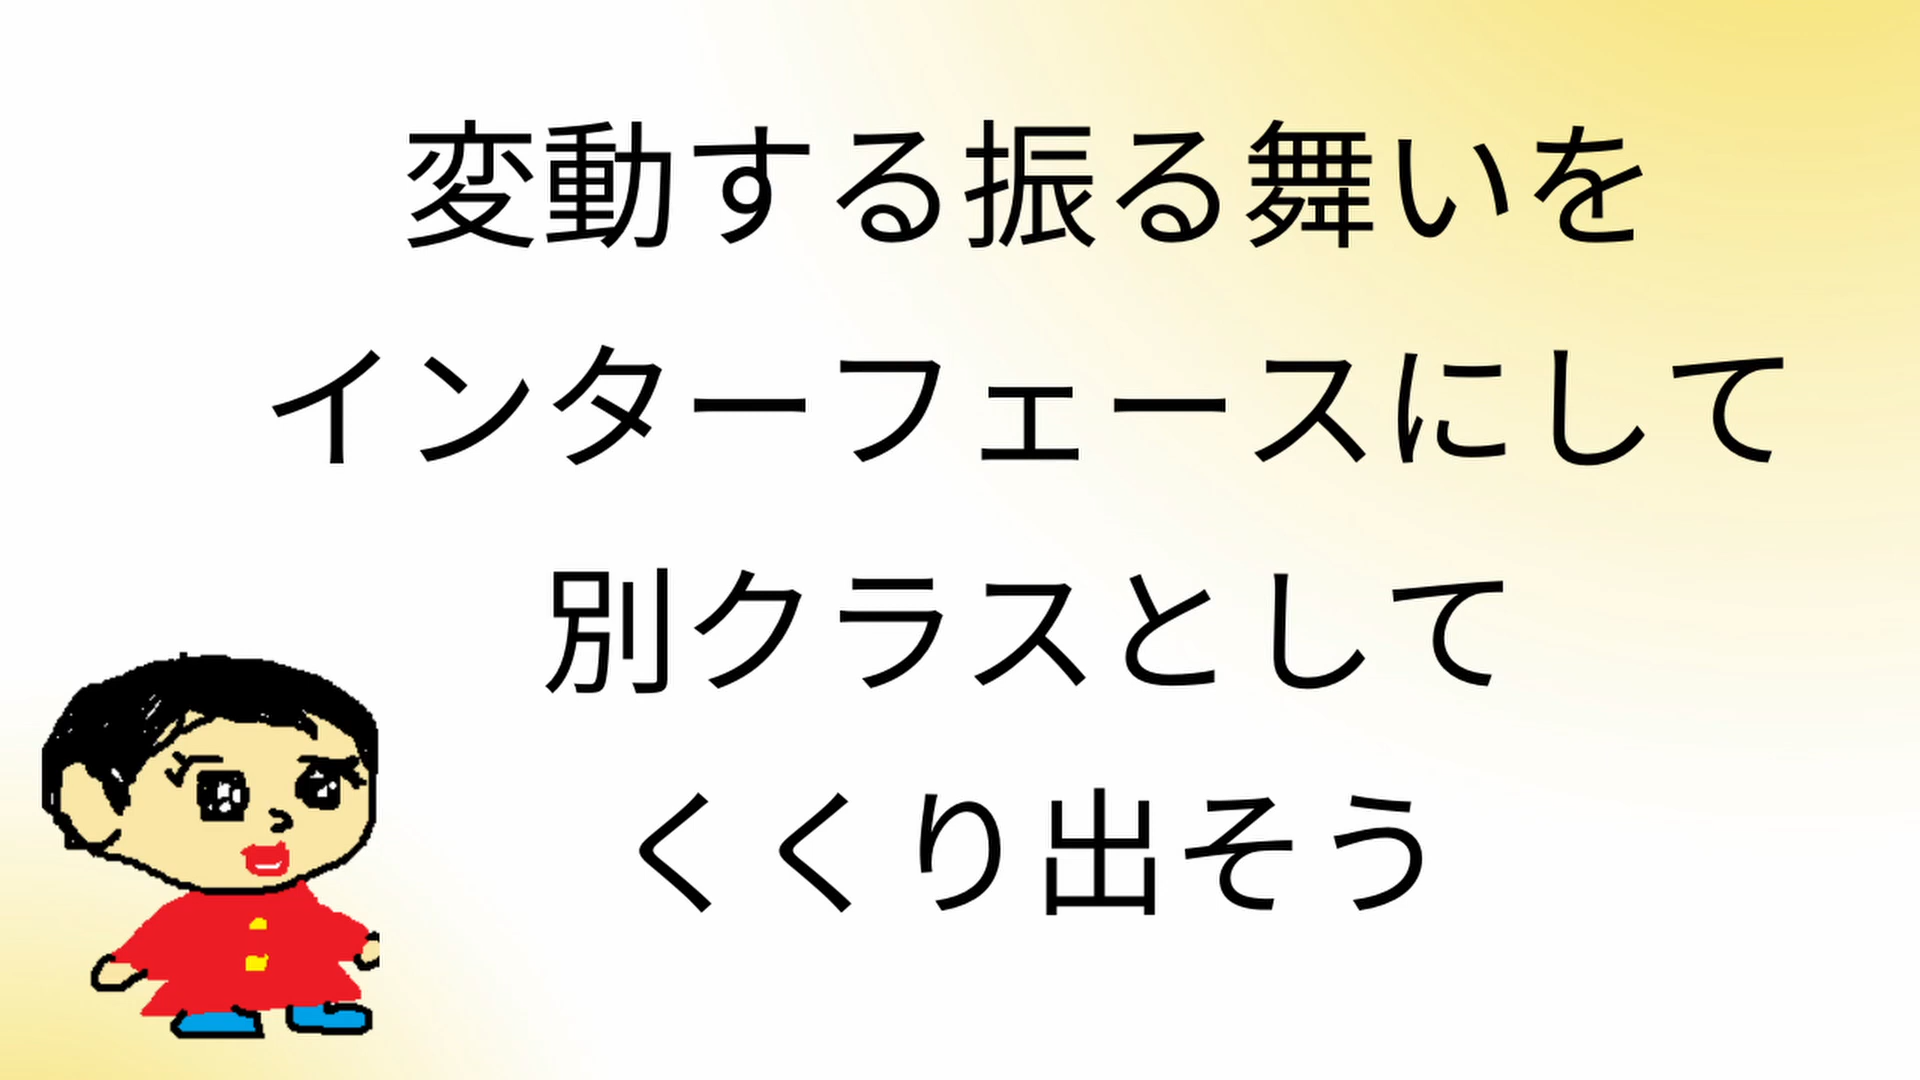 変動する振る舞いを
インターフェースにして
別クラスとして
くくり出そう